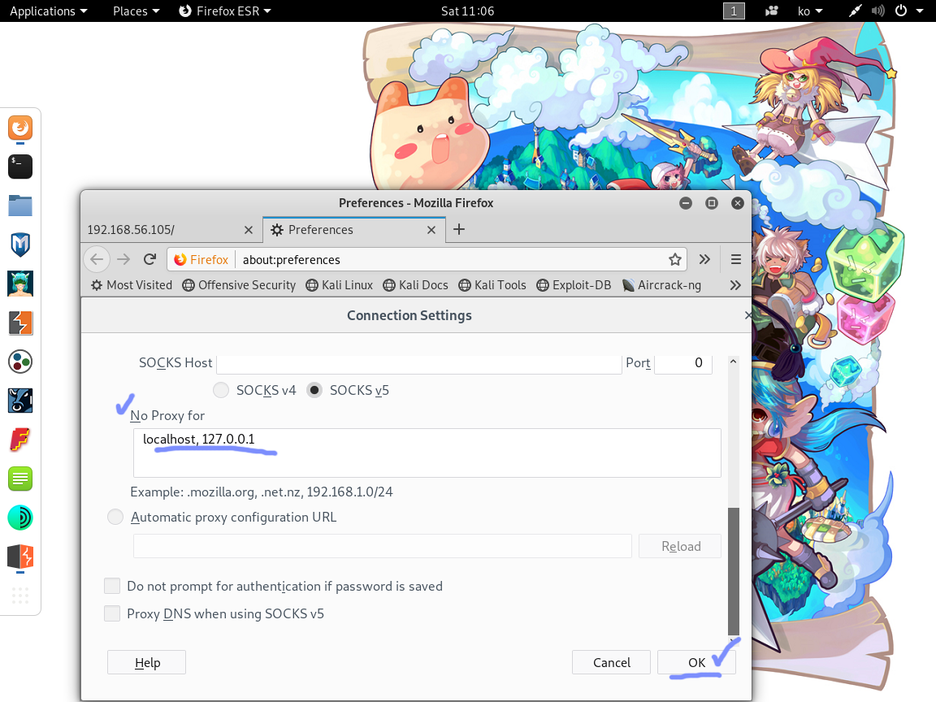 Applications Places Firefox ESR Sat 11:06 1 ko
Preferences - Mozilla Firefox
192.168.56.105/ Preferences
Firefox about:preferences
Most Visited Offensive Security Kali Linux Kali Docs Kali Tools Exploit-DB Aircrack-ng
Connection Settings
SOCKS Host Port 0
SOCKS v4 SOCKS v5
No Proxy for
localhost, 127.0.0.1
Example: .mozilla.org, .net.nz, 192.168.1.0/24
Automatic proxy configuration URL
Reload
Do not prompt for authentication if password is saved
Proxy DNS when using SOCKS v5
Help Cancel OK